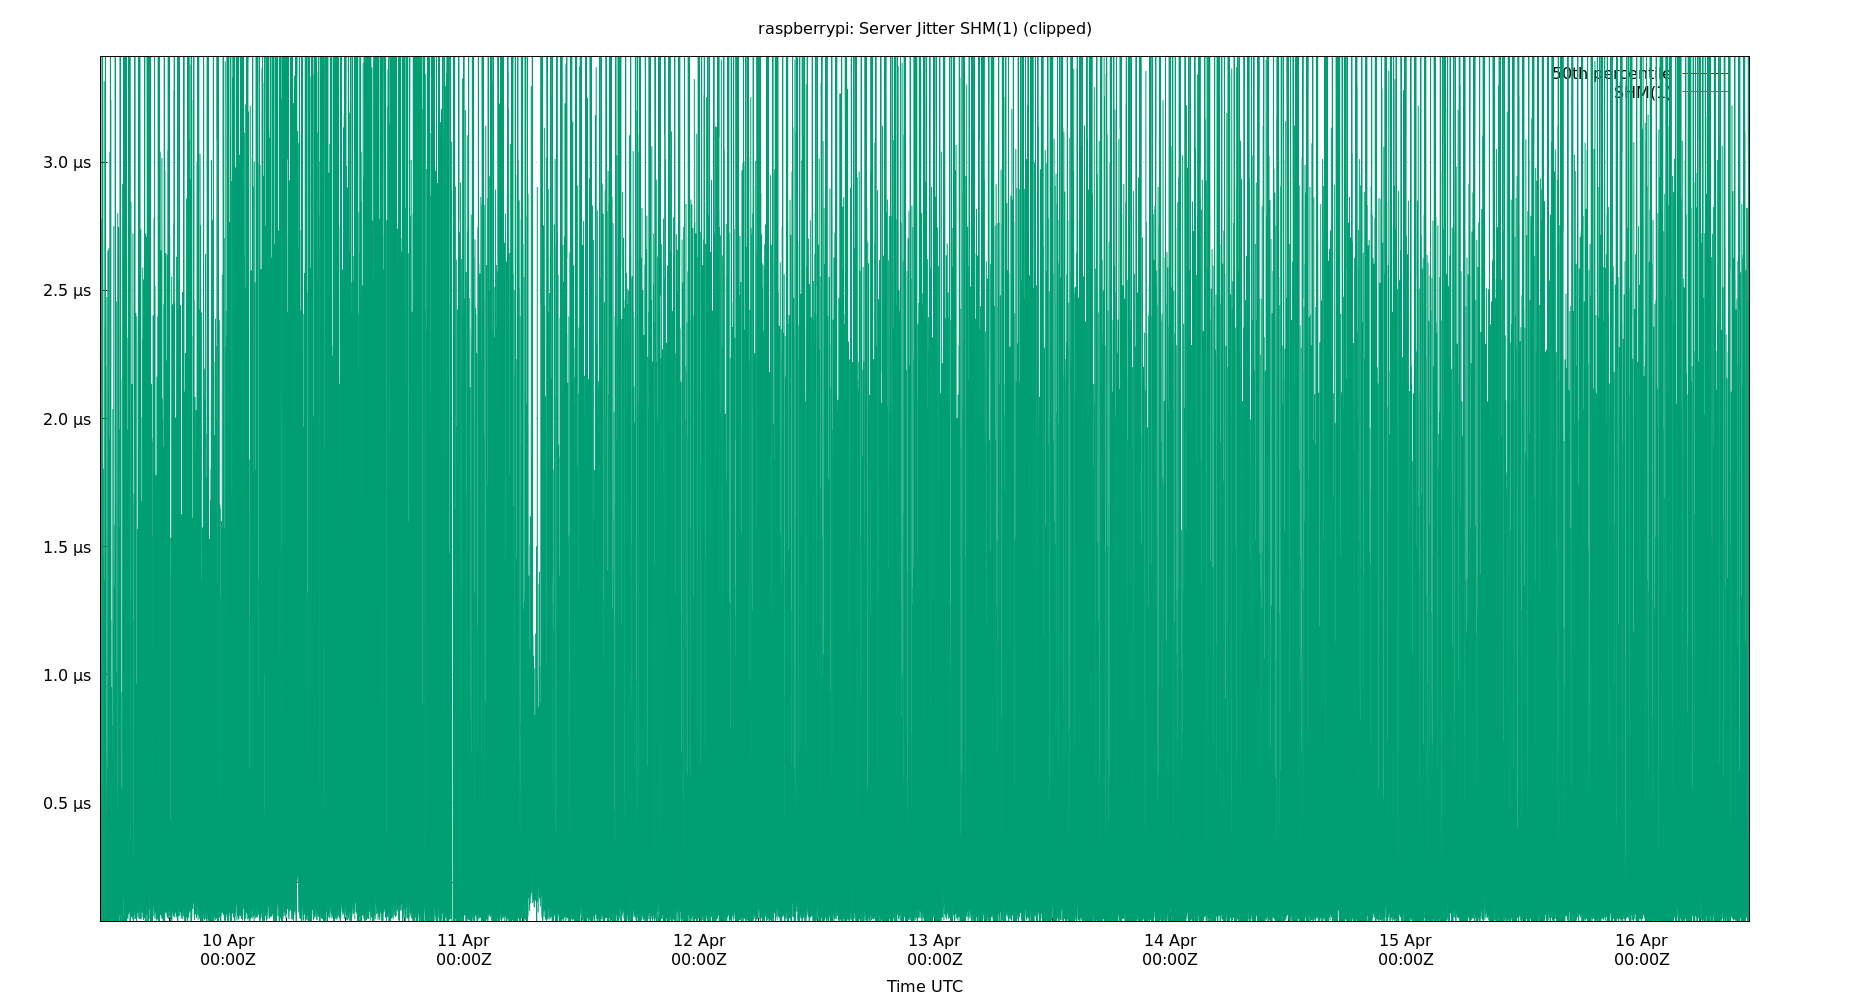 raspberrypi: Server Jitter SHM(1) (clipped)
50th percentile
SHM(1)
3.0 µs
2.5 µs
2.0 µs
1.5 µs
1.0 µs
0.5 µs
10 Apr 11 Apr 12 Apr 13 Apr 14 Apr 15 Apr 16 Apr
00:00Z 00:00Z 00:00Z 00:00Z 00:00Z 00:00Z 00:00Z
Time UTC